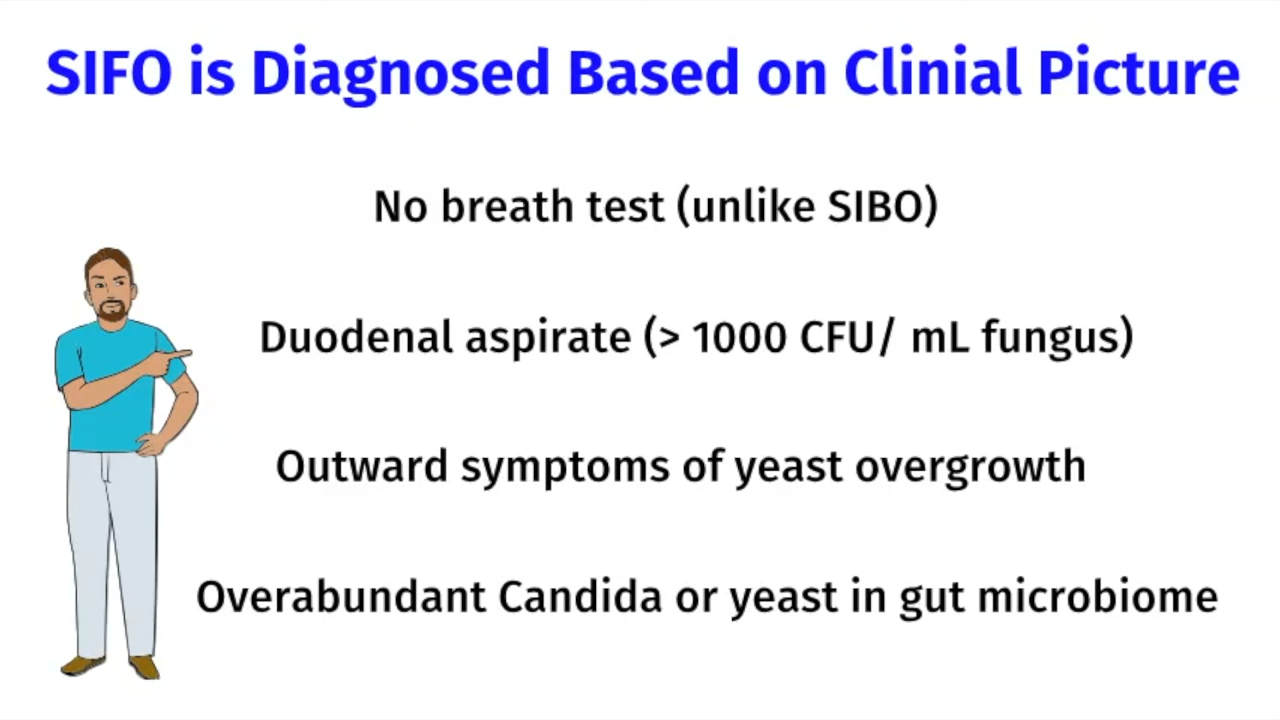 SIFO is Diagnosed Based on Clinial Picture
No breath test (unlike SIBO)
Duodenal aspirate (> 1000 CFU/ mL fungus)
Outward symptoms of yeast overgrowth
Overabundant Candida or yeast in gut microbiome